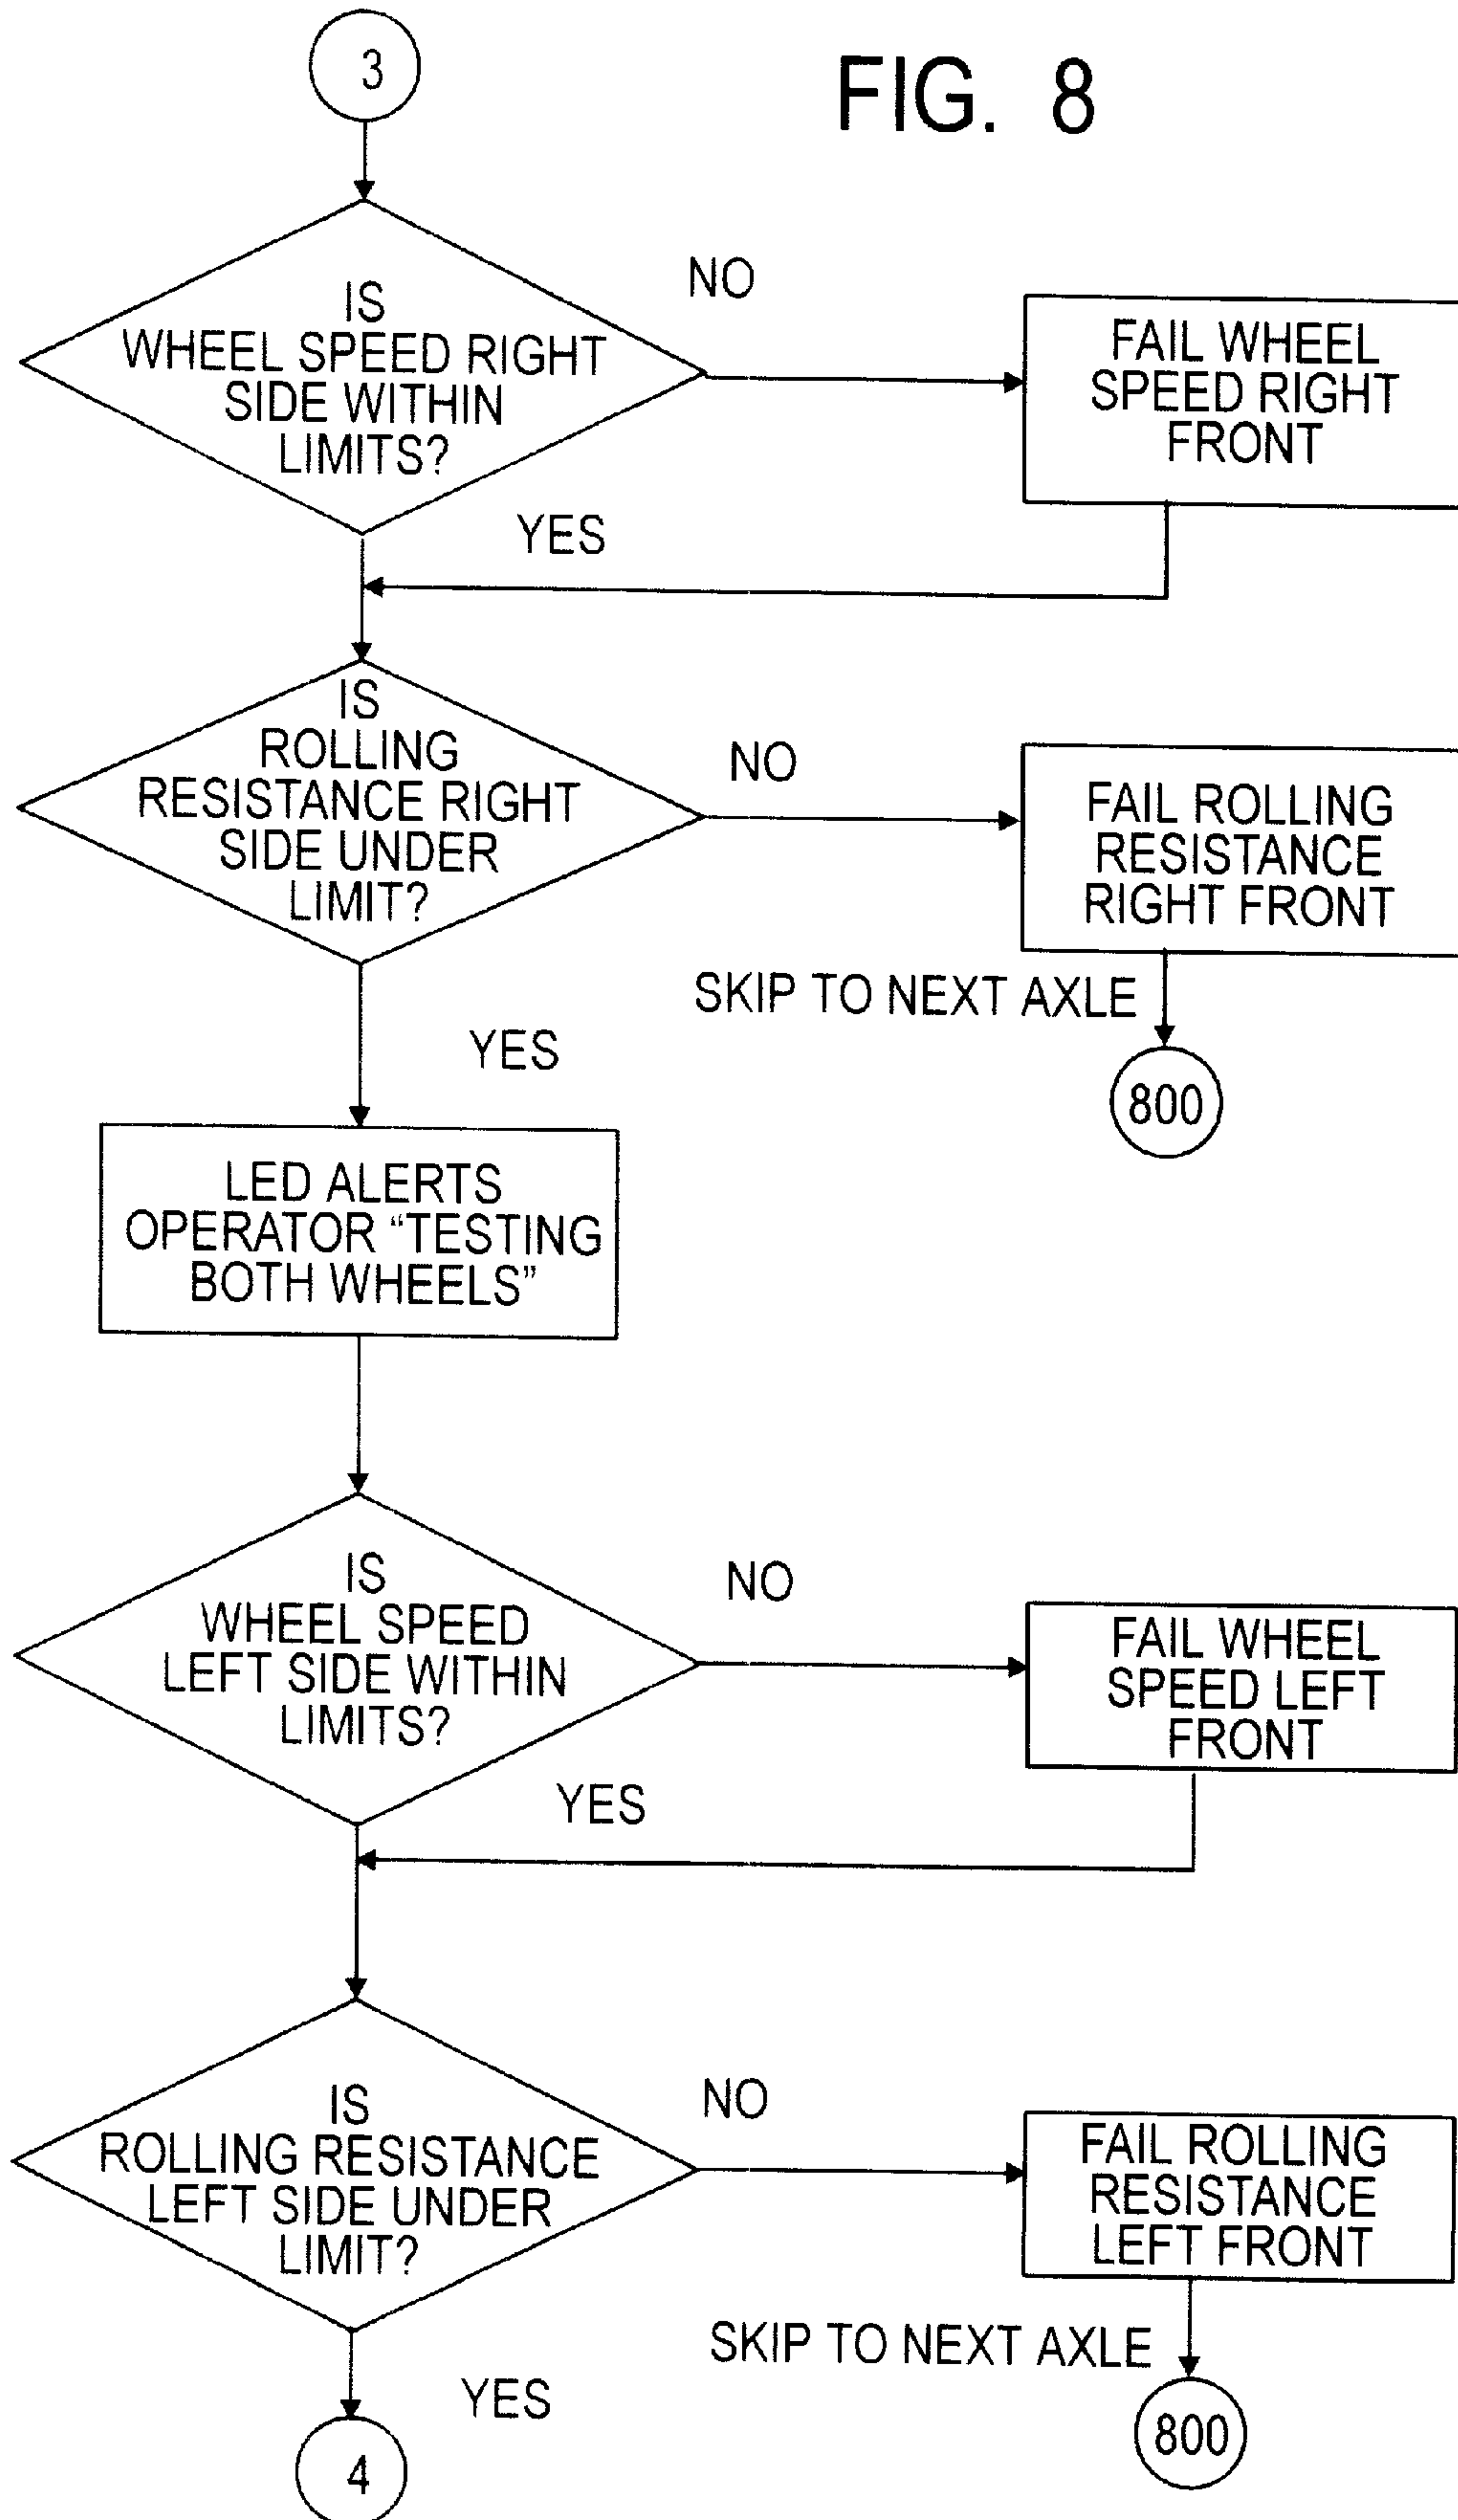 3
FIG. 8
IS
WHEEL SPEED RIGHT
SIDE WITHIN
LIMITS?
NO
FAIL WHEEL
SPEED RIGHT
FRONT
YES
IS
ROLLING
RESISTANCE RIGHT
SIDE UNDER
LIMIT?
NO
FAIL ROLLING
RESISTANCE
RIGHT FRONT
SKIP TO NEXT AXLE
800
YES
LED ALERTS
OPERATOR “TESTING
BOTH WHEELS”
IS
WHEEL SPEED
LEFT SIDE WITHIN
LIMITS?
NO
FAIL WHEEL
SPEED LEFT
FRONT
YES
IS
ROLLING RESISTANCE
LEFT SIDE UNDER
LIMIT?
NO
FAIL ROLLING
RESISTANCE
LEFT FRONT
SKIP TO NEXT AXLE
800
YES
4